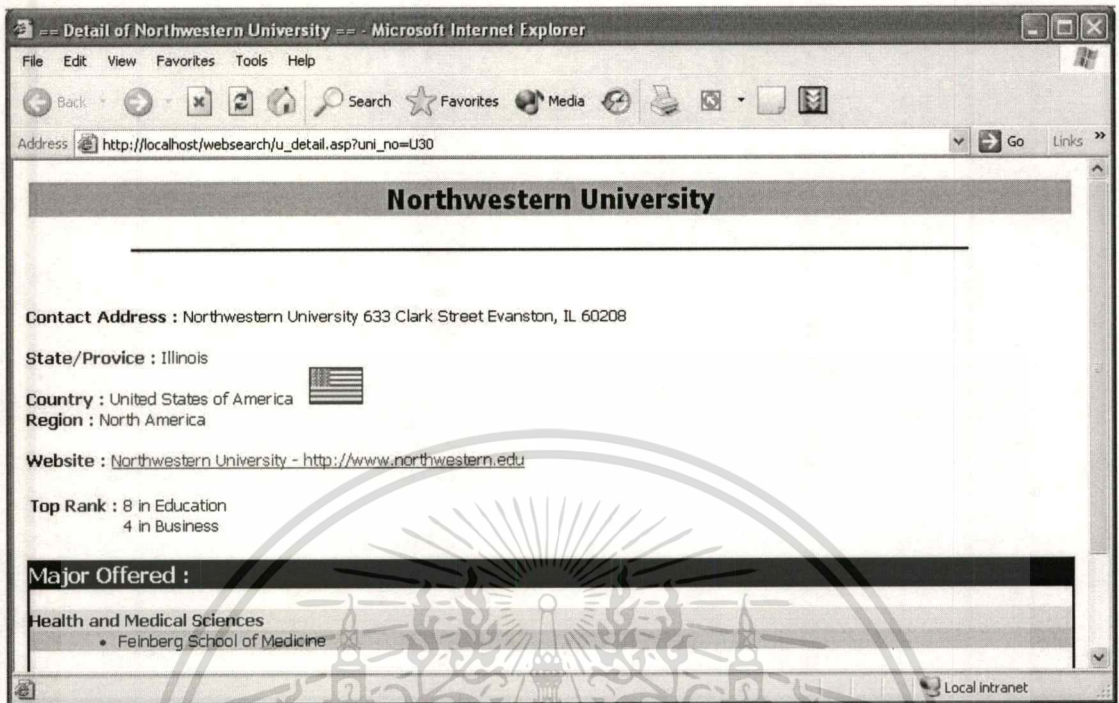 == Detail of Northwestern University == - Microsoft Internet Explorer
File Edit View Favorites Tools Help
Back Search Favorites Media
Address http://localhost/websearch/u_detail.asp?uni_no=U30 Go Links »
Northwestern University
Contact Address : Northwestern University 633 Clark Street Evanston, IL 60208
State/Provice : Illinois
Country : United States of America
Region : North America
Website : Northwestern University - http://www.northwestern.edu
Top Rank : 8 in Education
4 in Business
Major Offered :
Health and Medical Sciences
• Feinberg School of Medicine
Local intranet